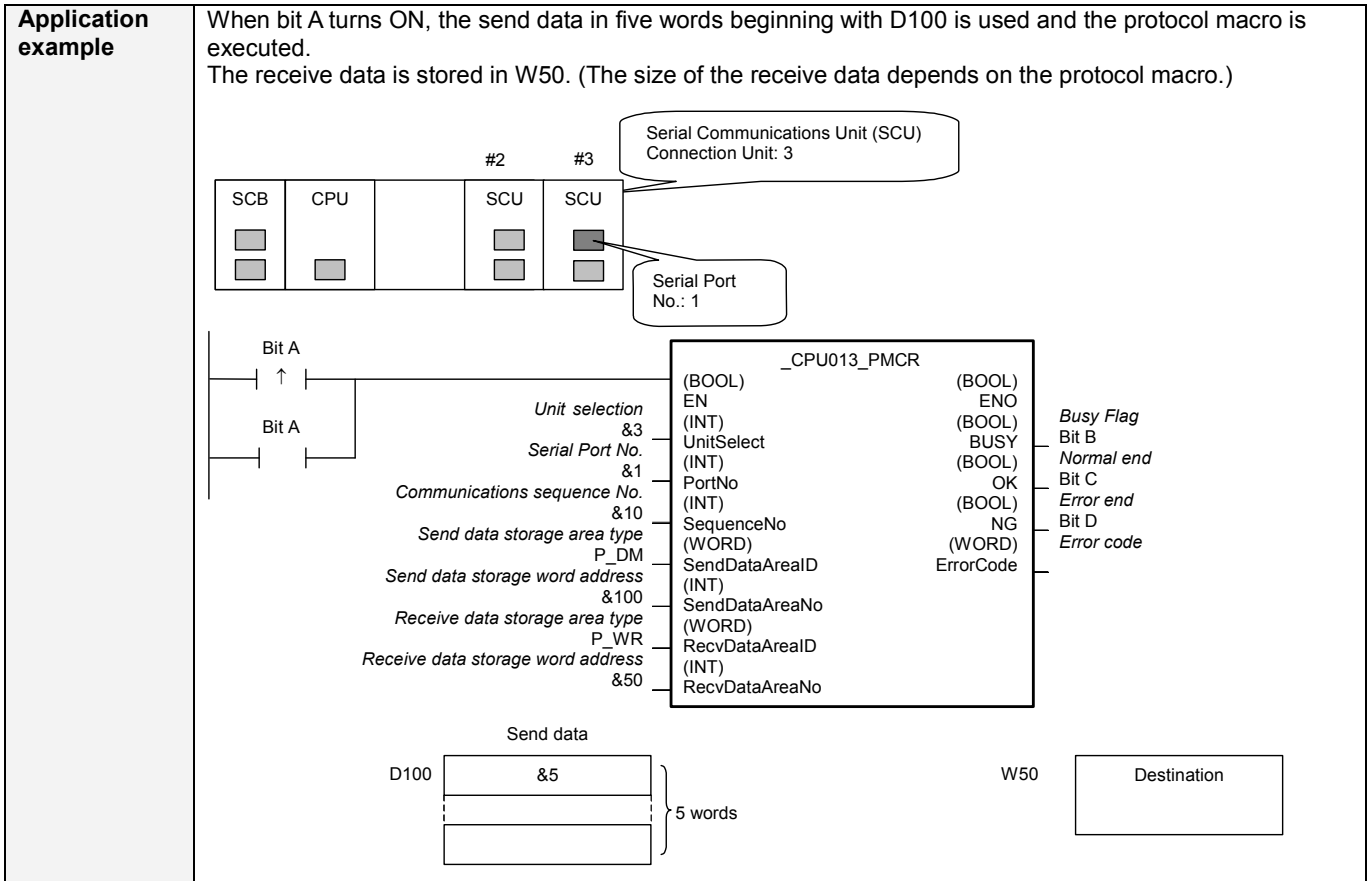 Application
example
When bit A turns ON, the send data in five words beginning with D100 is used and the protocol macro is
executed.
The receive data is stored in W50. (The size of the receive data depends on the protocol macro.)
Serial Communications Unit (SCU)
Connection Unit: 3
#2 #3
SCB CPU SCU SCU
Serial Port
No.: 1
Bit A
↑
Bit A
_CPU013_PMCR
(BOOL) (BOOL)
EN ENO
Unit selection
(INT) (BOOL)
Busy Flag
&3
UnitSelect BUSY
Bit B
Serial Port No.
(INT) (BOOL)
Normal end
&1
PortNo OK
Bit C
Communications sequence No.
(INT) (BOOL)
Error end
&10
SequenceNo NG
Bit D
Send data storage area type
(WORD) (WORD)
Error code
P_DM
SendDataAreaID ErrorCode
Send data storage word address
(INT)
&100
SendDataAreaNo
Receive data storage area type
(WORD)
P_WR
RecvDataAreaID
Receive data storage word address
(INT)
&50
RecvDataAreaNo
Send data
D100 &5
5 words
W50 Destination